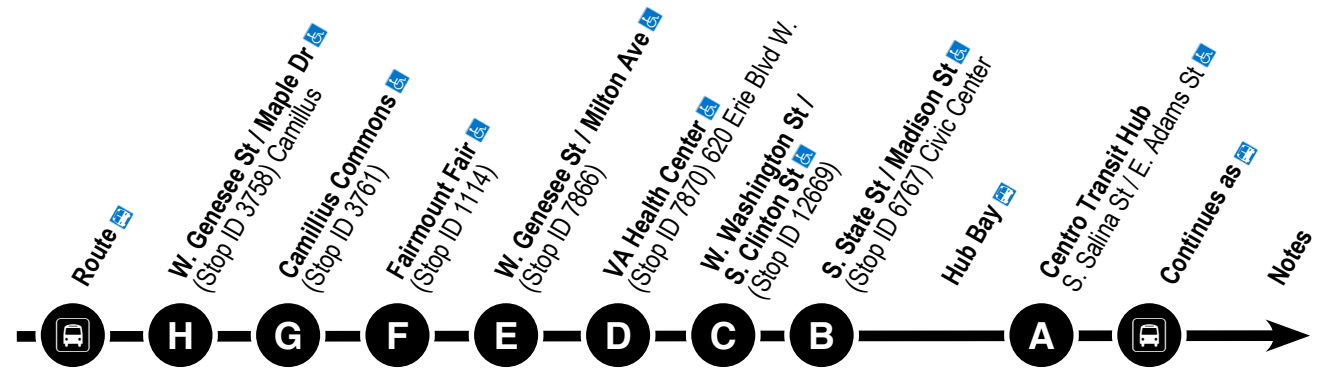 Route
W. Genesee St / Maple Dr
(Stop ID 3758) Camillus
Camillius Commons
(Stop ID 3761)
Fairmount Fair
(Stop ID 1114)
W. Genesee St / Milton Ave
(Stop ID 7866)
VA Health Center
(Stop ID 7870) 620 Erie Blvd W.
W. Washington St /
S. Clinton St
(Stop ID 12669)
S. State St / Madison St
(Stop ID 6767) Civic Center
Hub Bay
Centro Transit Hub
S. Salina St / E. Adams St
Continues as
Notes
H G F E D C B A